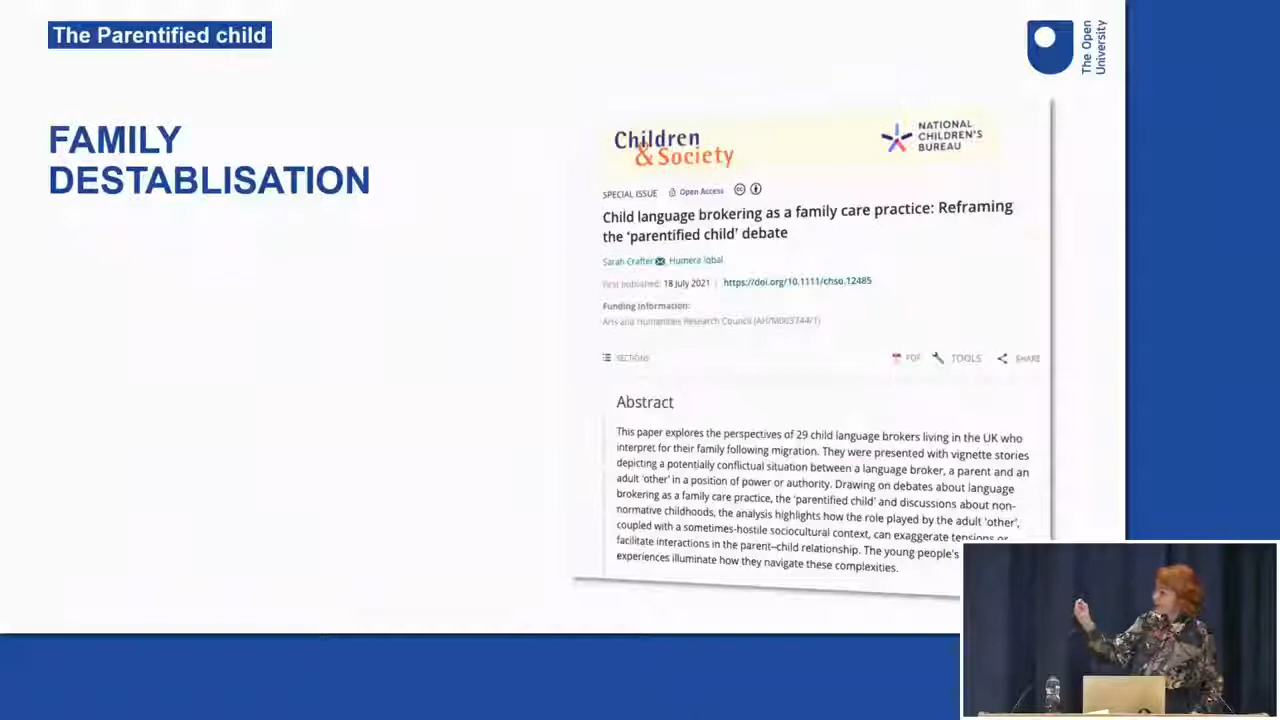 The Parentified child
The Open
University
FAMILY
DESTABLISATION
Children
& Society
NATIONAL
CHILDREN'S
BUREAU
SPECIAL ISSUE Open Access
Child language brokering as a family care practice: Reframing
the 'parentified child' debate
Sarah Crafter, Humera Iqbal
First published: 18 July 2021 | https://doi.org/10.1111/chso.12485
Funding information:
Arts and Humanities Research Council (AH/M003744/1)
SECTIONS PDF TOOLS SHARE
Abstract
This paper explores the perspectives of 29 child language brokers living in the UK who
interpret for their family following migration. They were presented with vignette stories
depicting a potentially conflictual situation between a language broker, a parent and an
adult 'other' in a position of power or authority. Drawing on debates about language
brokering as a family care practice, the 'parentified child' and discussions about non-
normative childhoods, the analysis highlights how the role played by the adult 'other',
coupled with a sometimes-hostile sociocultural context, can exaggerate tensions or
facilitate interactions in the parent–child relationship. The young people's
experiences illuminate how they navigate these complexities.